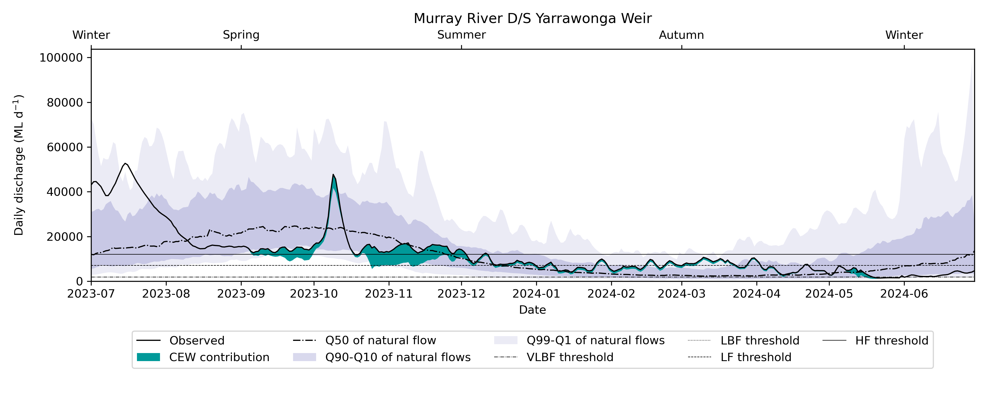 Murray River D/S Yarrawonga Weir
Winter Spring Summer Autumn Winter
100000
80000
60000
40000
20000
0
Daily discharge (ML d⁻¹)
2023-07 2023-08 2023-09 2023-10 2023-11 2023-12 2024-01 2024-02 2024-03 2024-04 2024-05 2024-06
Date
Observed Q50 of natural flow Q99-Q1 of natural flows LBF threshold HF threshold
CEW contribution Q90-Q10 of natural flows VLBF threshold LF threshold